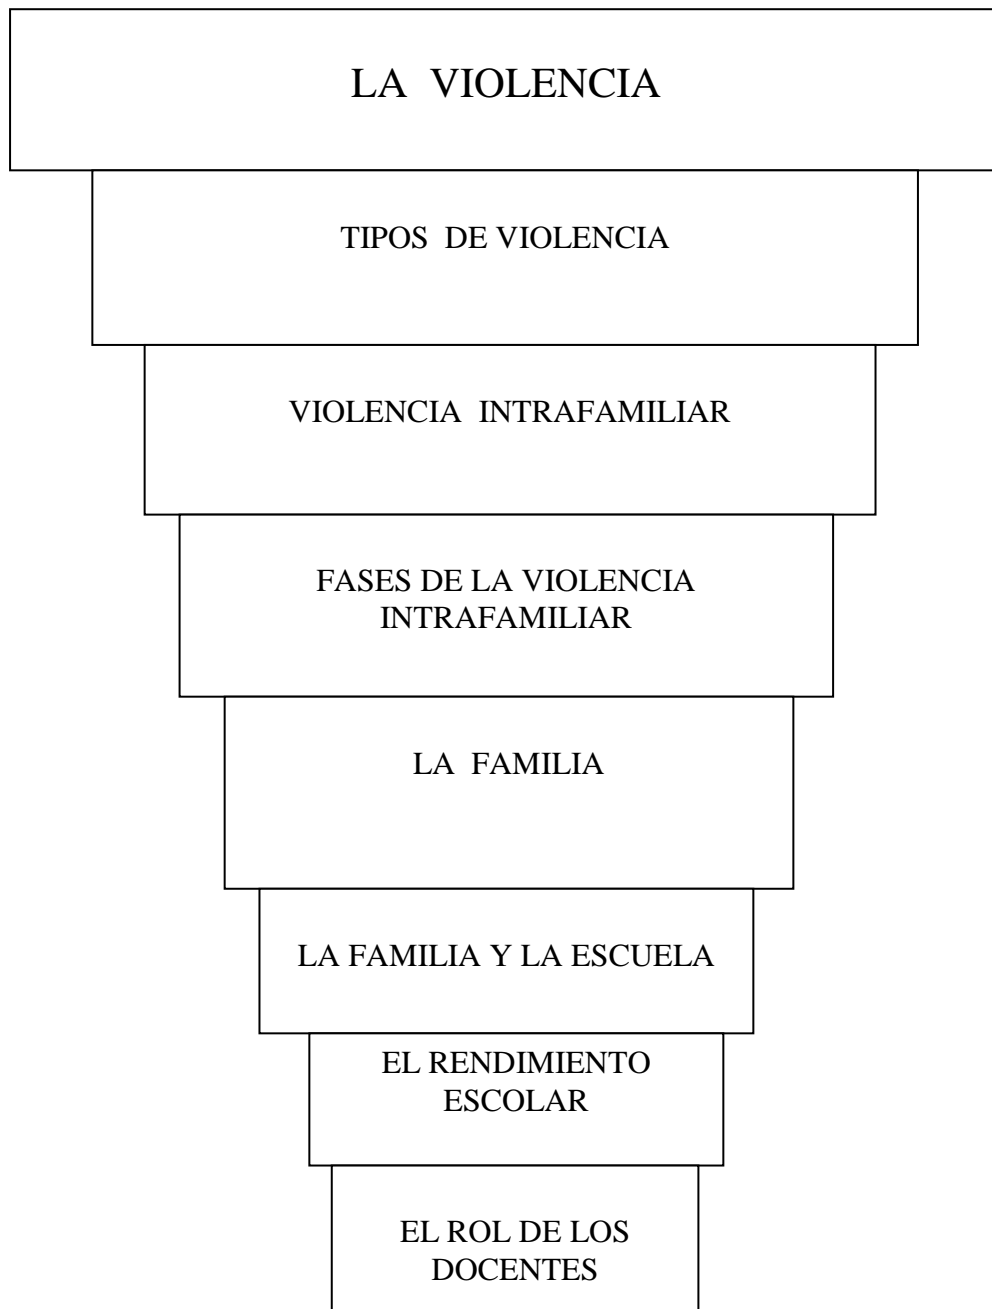 LA VIOLENCIA
TIPOS DE VIOLENCIA
VIOLENCIA INTRAFAMILIAR
FASES DE LA VIOLENCIA
INTRAFAMILIAR
LA FAMILIA
LA FAMILIA Y LA ESCUELA
EL RENDIMIENTO
ESCOLAR
EL ROL DE LOS
DOCENTES